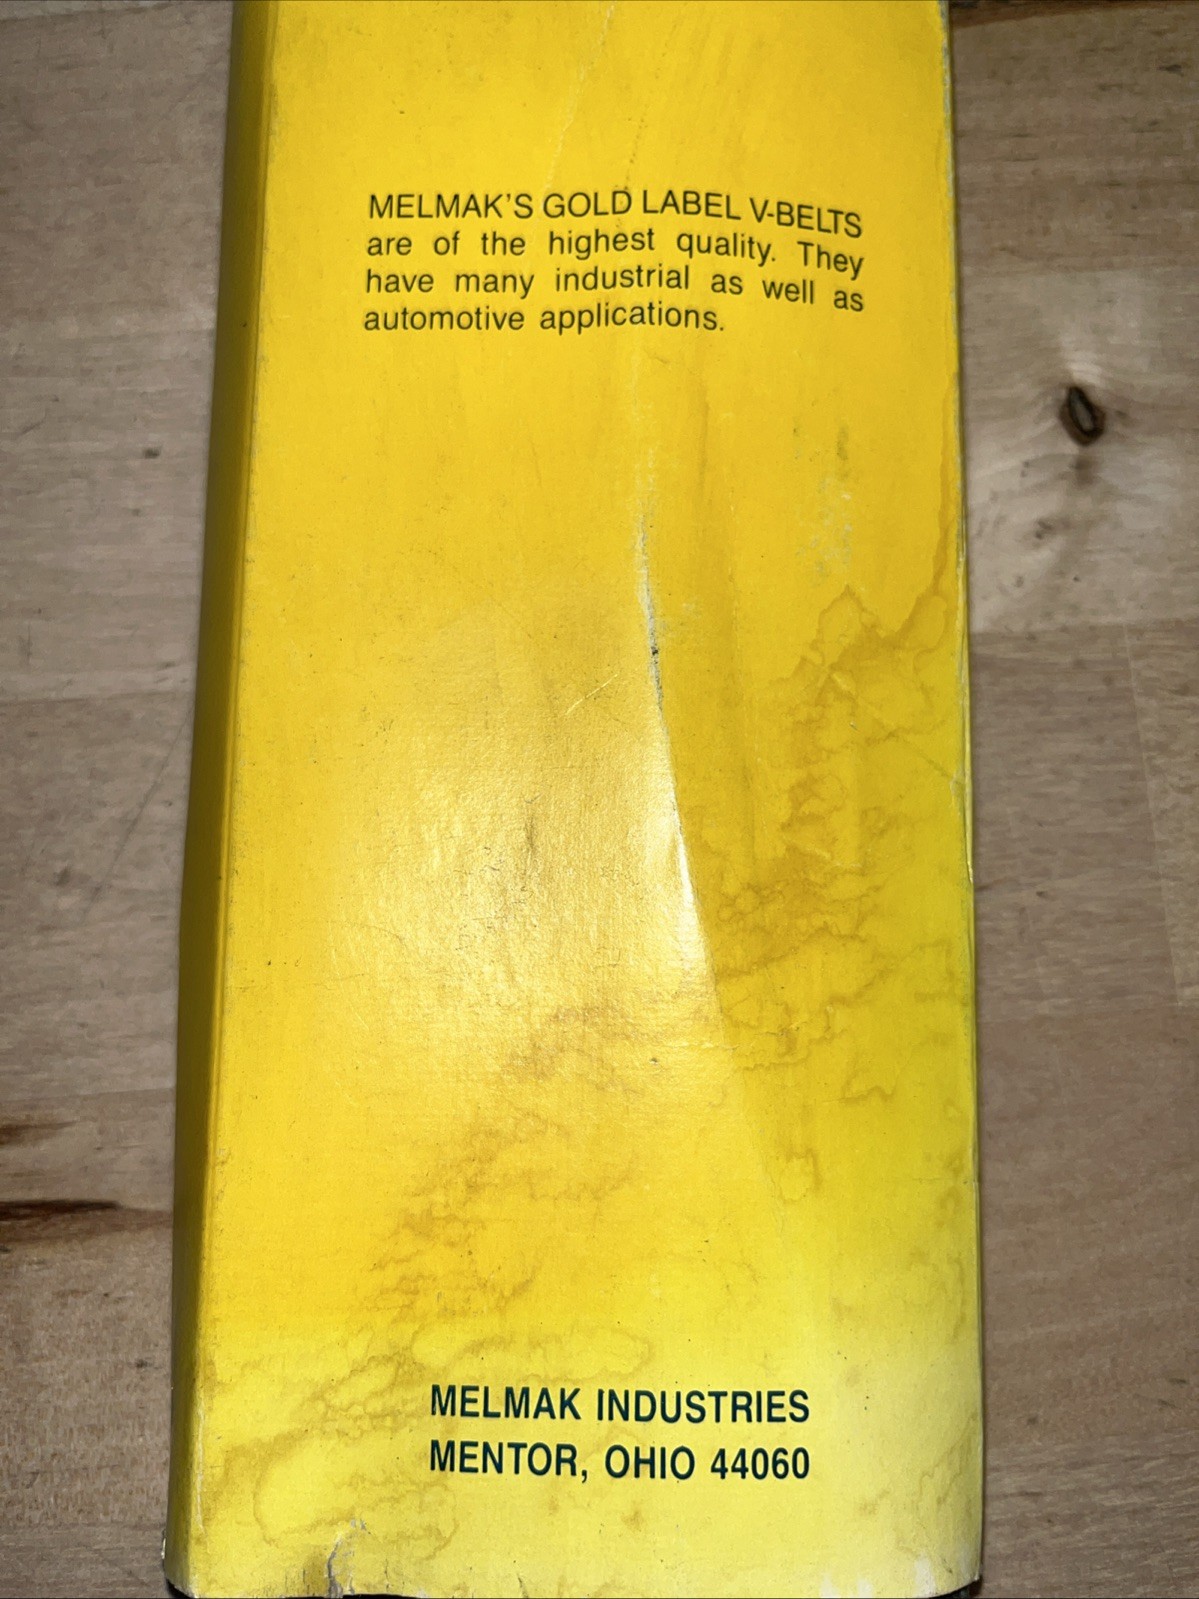 MELMAK'S GOLD LABEL V-BELTS
are of the highest quality. They
have many industrial as well as
automotive applications.
MELMAK INDUSTRIES
MENTOR, OHIO 44060